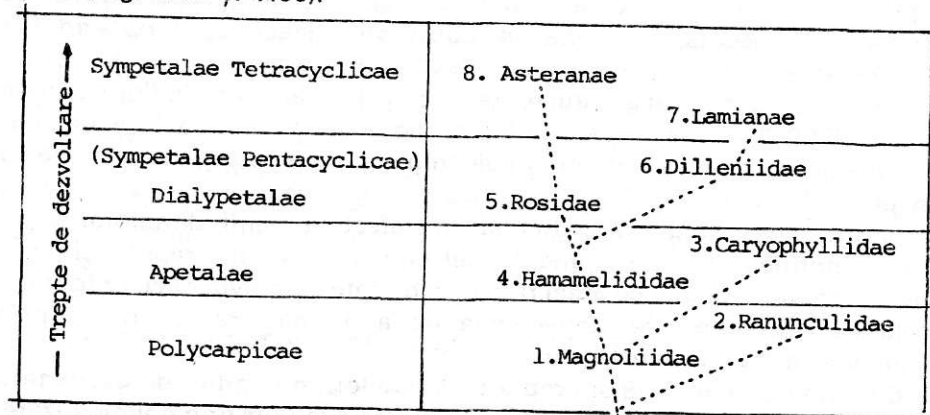 Trepte de dezvoltare
Sympetalae Tetracyclicae
8. Asteranae
7.Lamianae
(Sympetalae Pentacyclicae)
6.Dilleniidae
Dialypetalae
5.Rosidae
3.Caryophyllidae
Apetalae
4.Hamamelididae
2.Ranunculidae
Polycarpicae
1.Magnoliidae